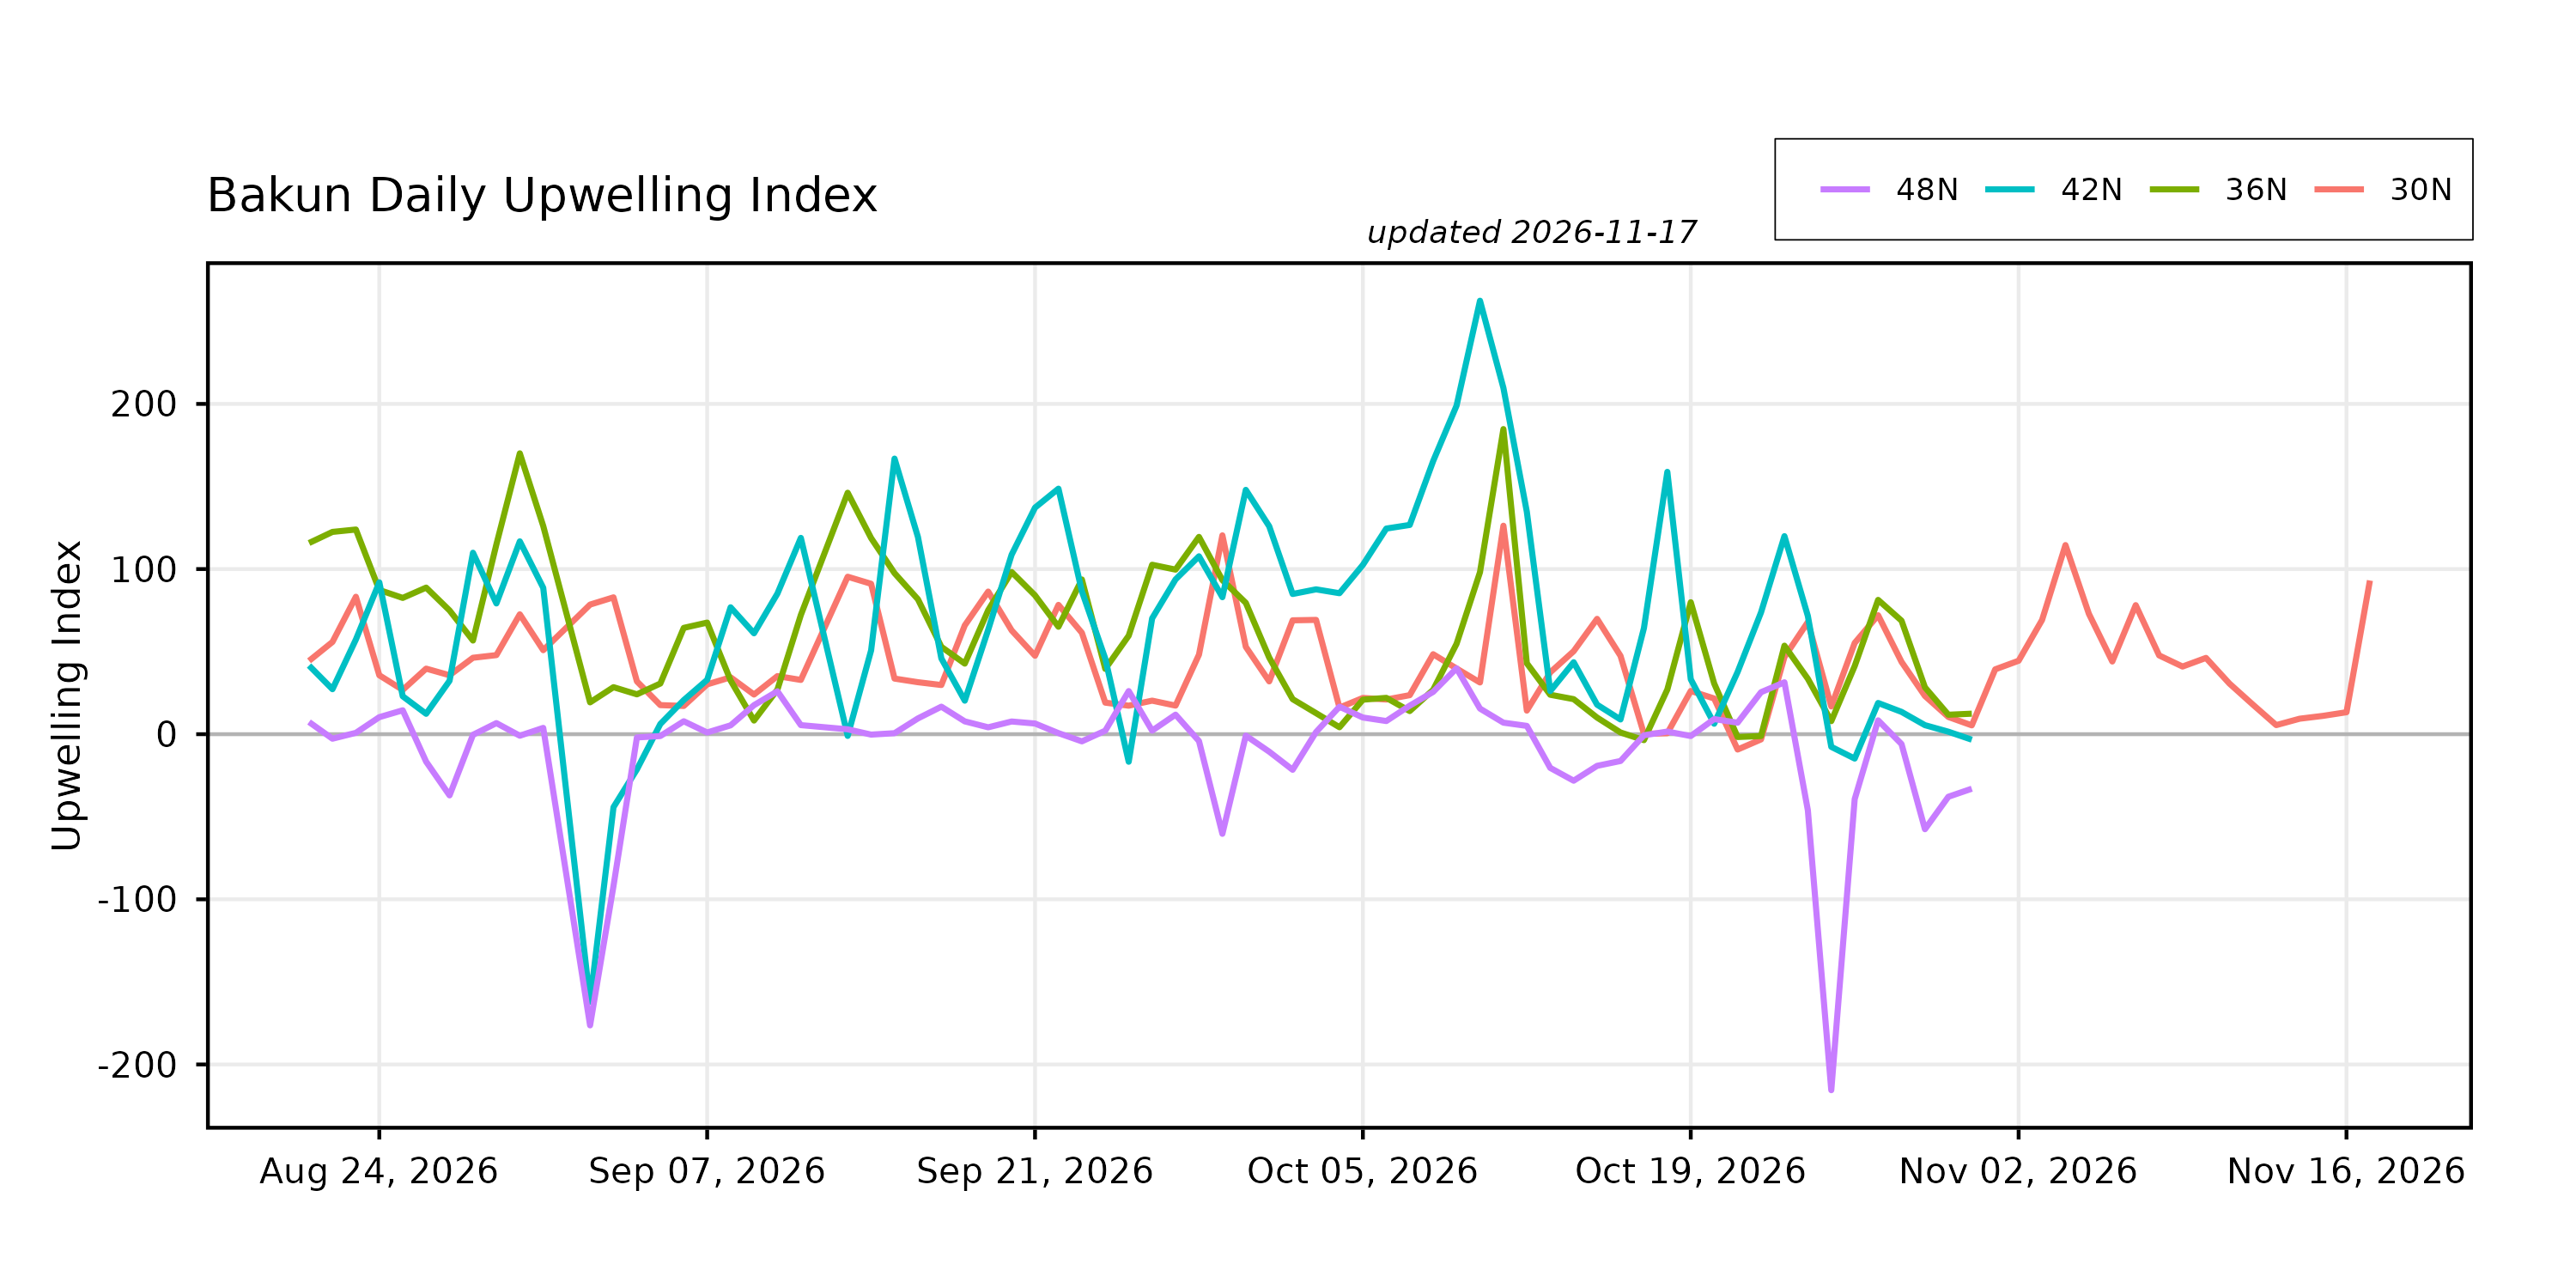 Bakun Daily Upwelling Index
updated 2026-11-17
48N 42N 36N 30N
Upwelling Index
200
100
0
-100
-200
Aug 24, 2026 Sep 07, 2026 Sep 21, 2026 Oct 05, 2026 Oct 19, 2026 Nov 02, 2026 Nov 16, 2026